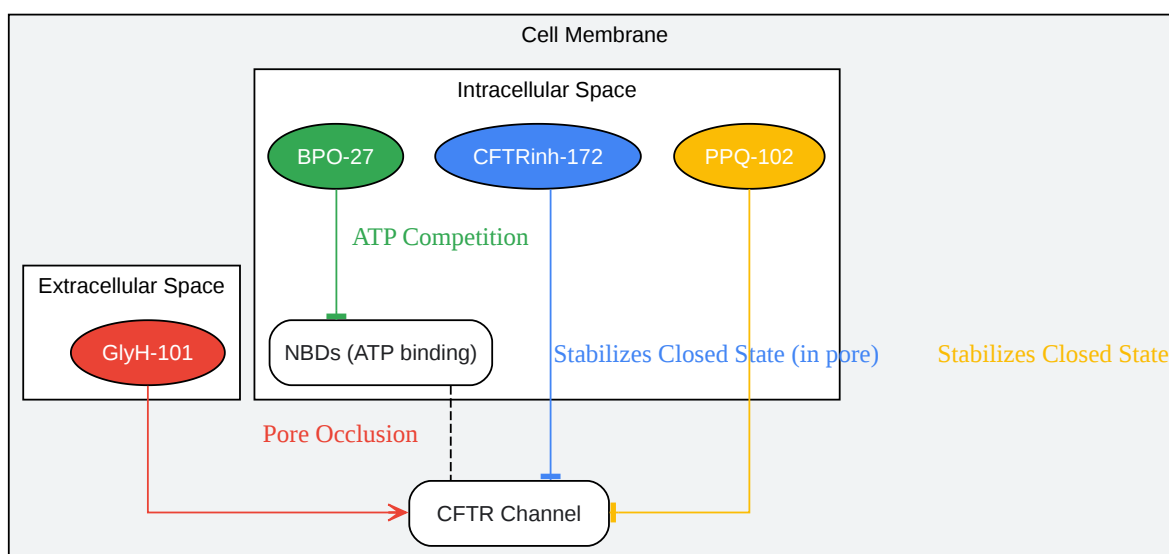 Cell Membrane
Intracellular Space
BPO-27
CFTRinh-172
PPQ-102
ATP Competition
Extracellular Space
GlyH-101
NBDs (ATP binding)
Stabilizes Closed State (in pore)
Stabilizes Closed State
Pore Occlusion
CFTR Channel